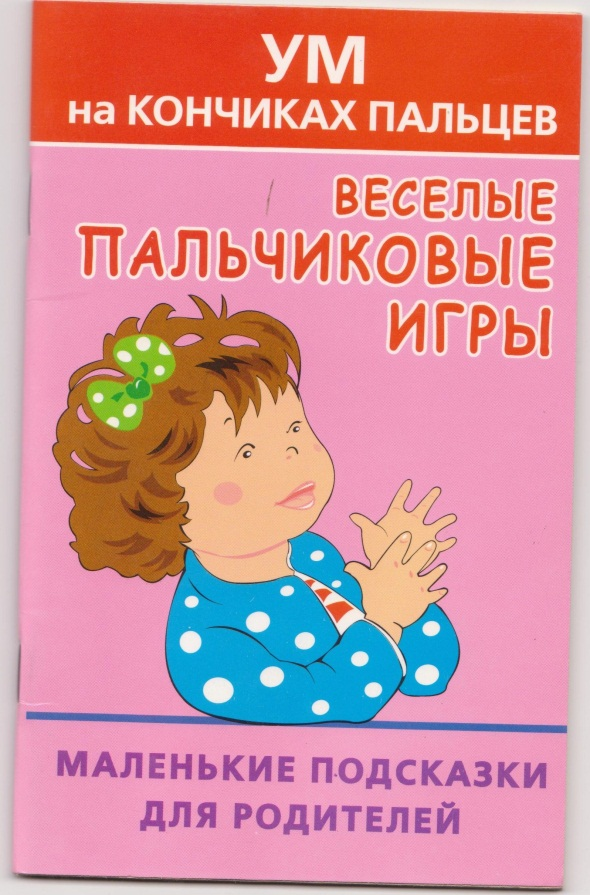 УМ
на КОНЧИКАХ ПАЛЬЦЕВ
ВЕСЕЛЫЕ
ПАЛЬЧИКОВЫЕ
ИГРЫ
МАЛЕНЬКИЕ ПОДСКАЗКИ
ДЛЯ РОДИТЕЛЕЙ